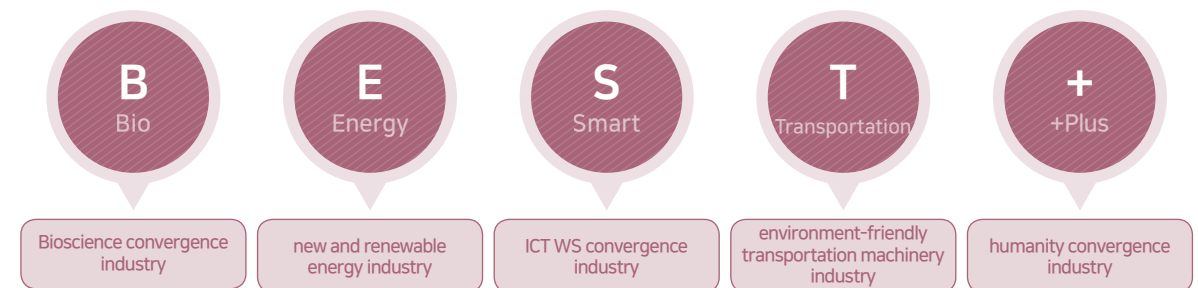 B
Bio
E
Energy
S
Smart
T
Transportation
+
+Plus
Bioscience convergence
industry
new and renewable
energy industry
ICT WS convergence
industry
environment-friendly
transportation machinery
industry
humanity convergence
industry